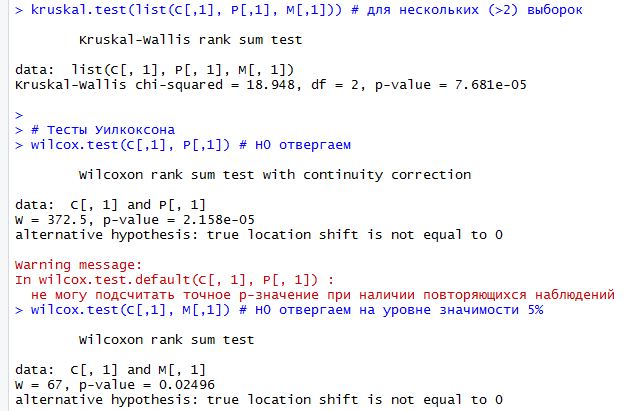 > kruskal.test(list(C[,1], P[,1], M[,1])) # для нескольких (>2) выборок
Kruskal-Wallis rank sum test
data:  list(C[, 1], P[, 1], M[, 1])
Kruskal-Wallis chi-squared = 18.948, df = 2, p-value = 7.681e-05
>
> # Тесты Уилкоксона
> wilcox.test(C[,1], P[,1]) # H0 отвергаем
Wilcoxon rank sum test with continuity correction
data:  C[, 1] and P[, 1]
W = 372.5, p-value = 2.158e-05
alternative hypothesis: true location shift is not equal to 0
Warning message:
In wilcox.test.default(C[, 1], P[, 1]) :
не могу подсчитать точное p-значение при наличии повторяющихся наблюдений
> wilcox.test(C[,1], M[,1]) # H0 отвергаем на уровне значимости 5%
Wilcoxon rank sum test
data:  C[, 1] and M[, 1]
W = 67, p-value = 0.02496
alternative hypothesis: true location shift is not equal to 0